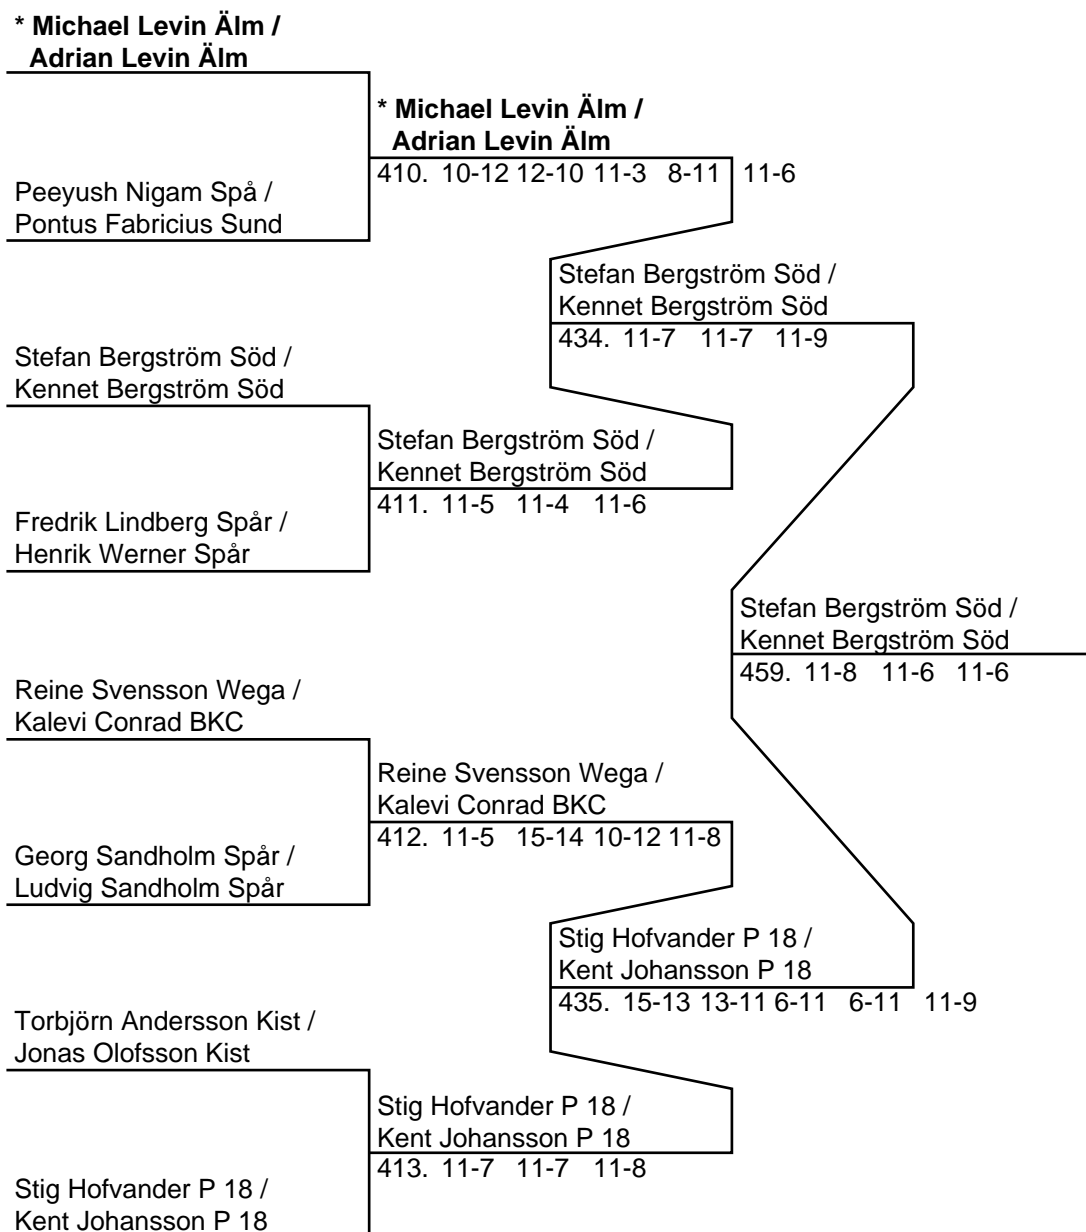 * Michael Levin Älm /
Adrian Levin Älm
* Michael Levin Älm /
Adrian Levin Älm
410. 10-12 12-10 11-3 8-11 11-6
Peeyush Nigam Spå /
Pontus Fabricius Sund
Stefan Bergström Söd /
Kennet Bergström Söd
434. 11-7 11-7 11-9
Stefan Bergström Söd /
Kennet Bergström Söd
Stefan Bergström Söd /
Kennet Bergström Söd
411. 11-5 11-4 11-6
Fredrik Lindberg Spår /
Henrik Werner Spår
Stefan Bergström Söd /
Kennet Bergström Söd
459. 11-8 11-6 11-6
Reine Svensson Wega /
Kalevi Conrad BKC
Reine Svensson Wega /
Kalevi Conrad BKC
412. 11-5 15-14 10-12 11-8
Georg Sandholm Spår /
Ludvig Sandholm Spår
Stig Hofvander P 18 /
Kent Johansson P 18
435. 15-13 13-11 6-11 6-11 11-9
Torbjörn Andersson Kist /
Jonas Olofsson Kist
Stig Hofvander P 18 /
Kent Johansson P 18
413. 11-7 11-7 11-8
Stig Hofvander P 18 /
Kent Johansson P 18